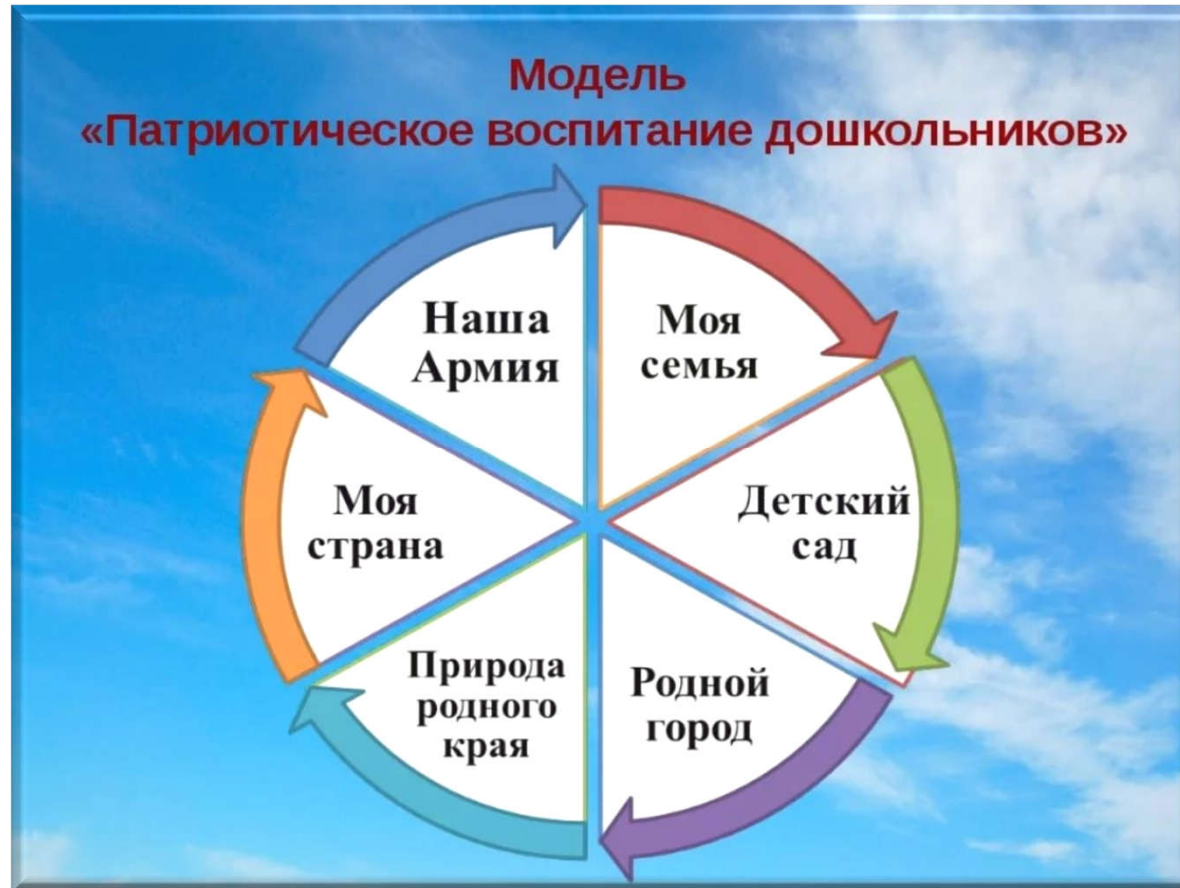 Модель
«Патриотическое воспитание дошкольников»
Наша
Армия
Моя
семья
Моя
страна
Детский
сад
Природа
родного
края
Родной
город